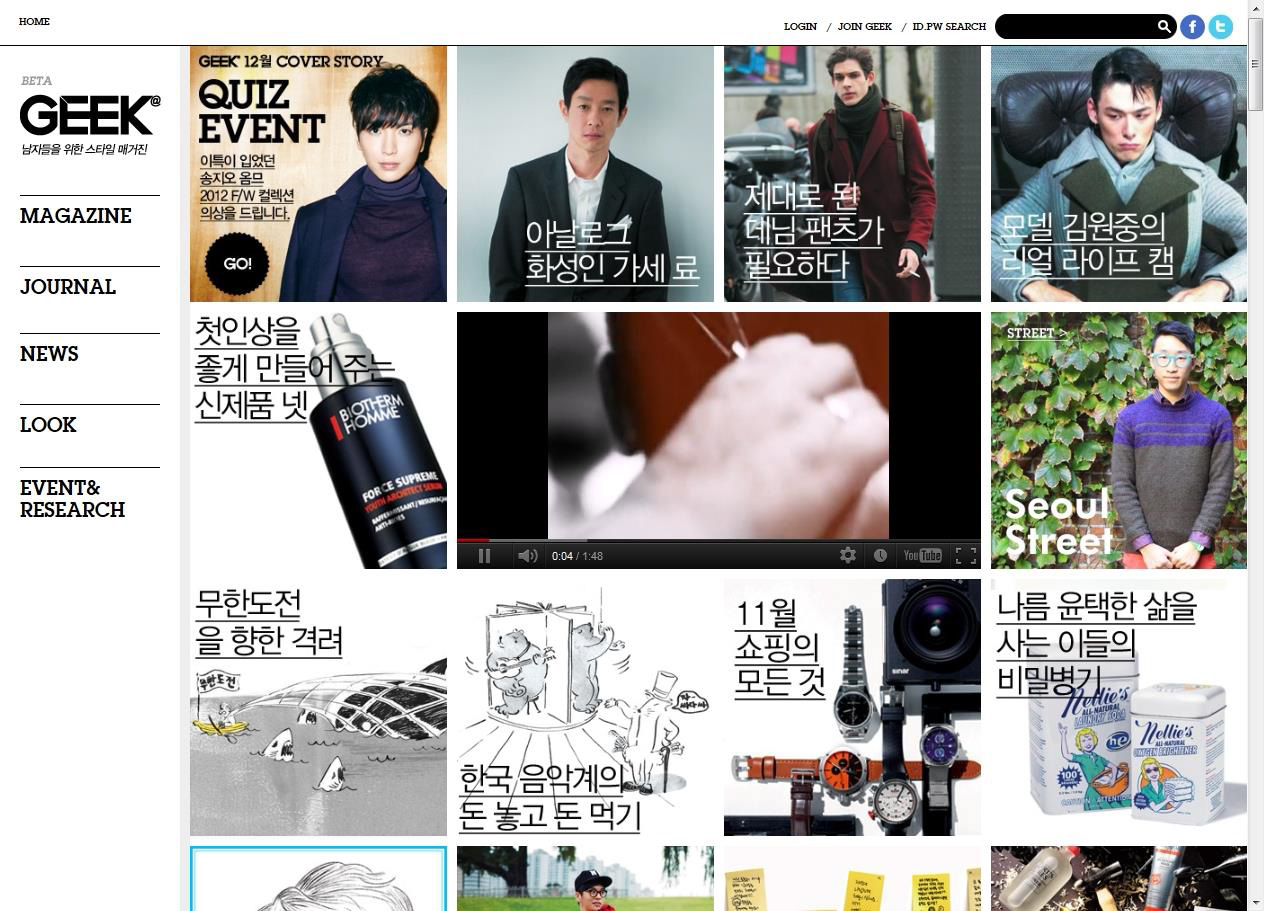 HOME
LOGIN / JOIN GEEK / ID.PW SEARCH
BETA
GEEK@
남자들을 위한 스타일 매거진
MAGAZINE
JOURNAL
NEWS
LOOK
EVENT&
RESEARCH
GEEK 12월 COVER STORY
QUIZ
EVENT
이특이 입었던
송지오 옴므
2012 F/W 컬렉션
의상을 드립니다.
GO!
아날로그
화성인 가세 료
제대로 된
데님 팬츠가
필요하다
모델 김원중의
리얼 라이프 캠
첫인상을
좋게 만들어 주는
신제품 넷
BIOTHERM
HOMME
FORCE SUPREME
YOUTH ARCHITECT SERUM
0:04 / 1:48
YouTube
STREET >
Seoul
Street
무한도전
을 향한 격려
무한도전
한국 음악계의
돈 놓고 돈 먹기
11월
쇼핑의
모든 것
나름 윤택한 삶을
사는 이들의
비밀병기
Nellie's
ALL-NATURAL
LAUNDRY SODA
he
100
Nellie's
ALL-NATURAL
OXYGEN BRIGHTENER